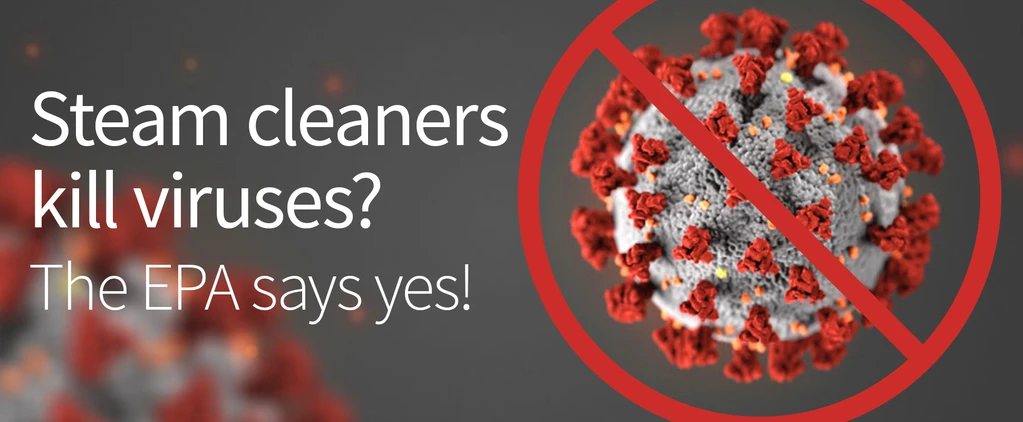 Steam cleaners
kill viruses?
The EPA says yes!